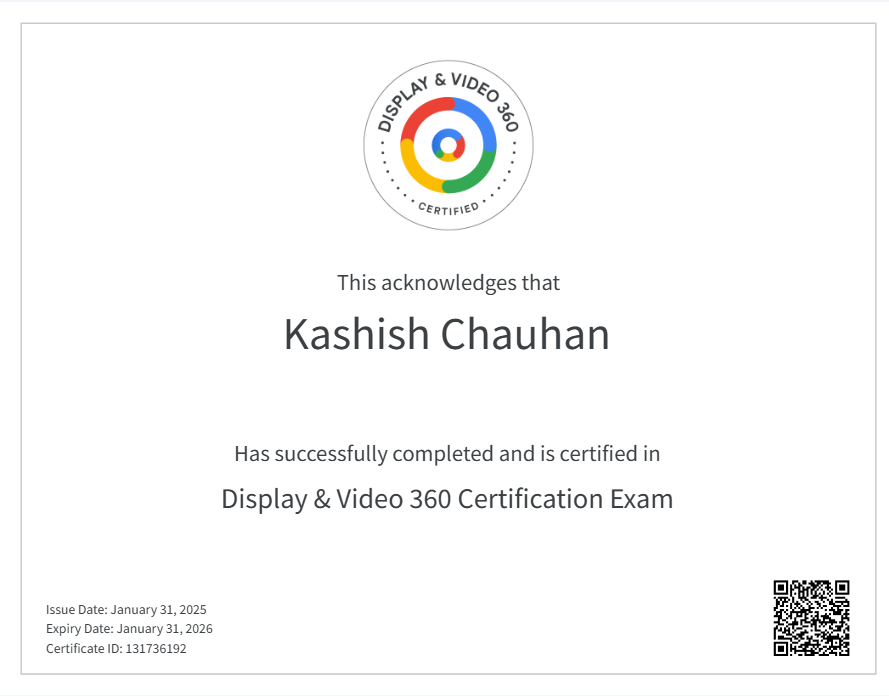 DISPLAY & VIDEO 360
CERTIFIED
This acknowledges that
Kashish Chauhan
Has successfully completed and is certified in
Display & Video 360 Certification Exam
Issue Date: January 31, 2025
Expiry Date: January 31, 2026
Certificate ID: 131736192